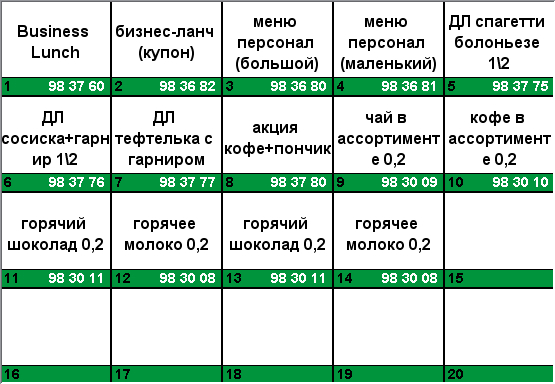 Business
Lunch
1 98 37 60
бизнес-ланч
(купон)
2 98 36 82
меню
персонал
(большой)
3 98 36 80
меню
персонал
(маленький)
4 98 36 81
ДЛ спагетти
болоньезе
1\2
5 98 37 75
ДЛ
сосиска+гарн
ир 1\2
6 98 37 76
ДЛ
тефтелька с
гарниром
7 98 37 77
акция
кофе+пончик
8 98 37 80
чай в
ассортимент
е 0,2
9 98 30 09
кофе в
ассортимент
е 0,2
10 98 30 10
горячий
шоколад 0,2
11 98 30 11
горячее
молоко 0,2
12 98 30 08
горячий
шоколад 0,2
13 98 30 11
горячее
молоко 0,2
14 98 30 08
15
16
17
18
19
20